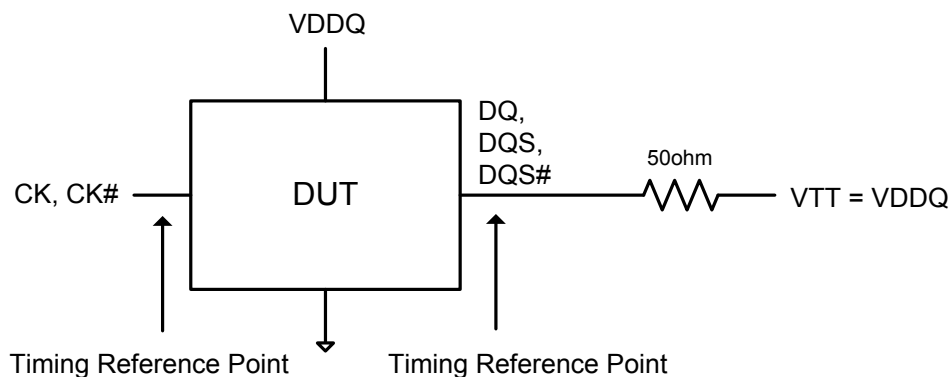 VDDQ
DQ,
DQS,
DQS#
50ohm
CK, CK#
DUT
VTT = VDDQ
Timing Reference Point
Timing Reference Point